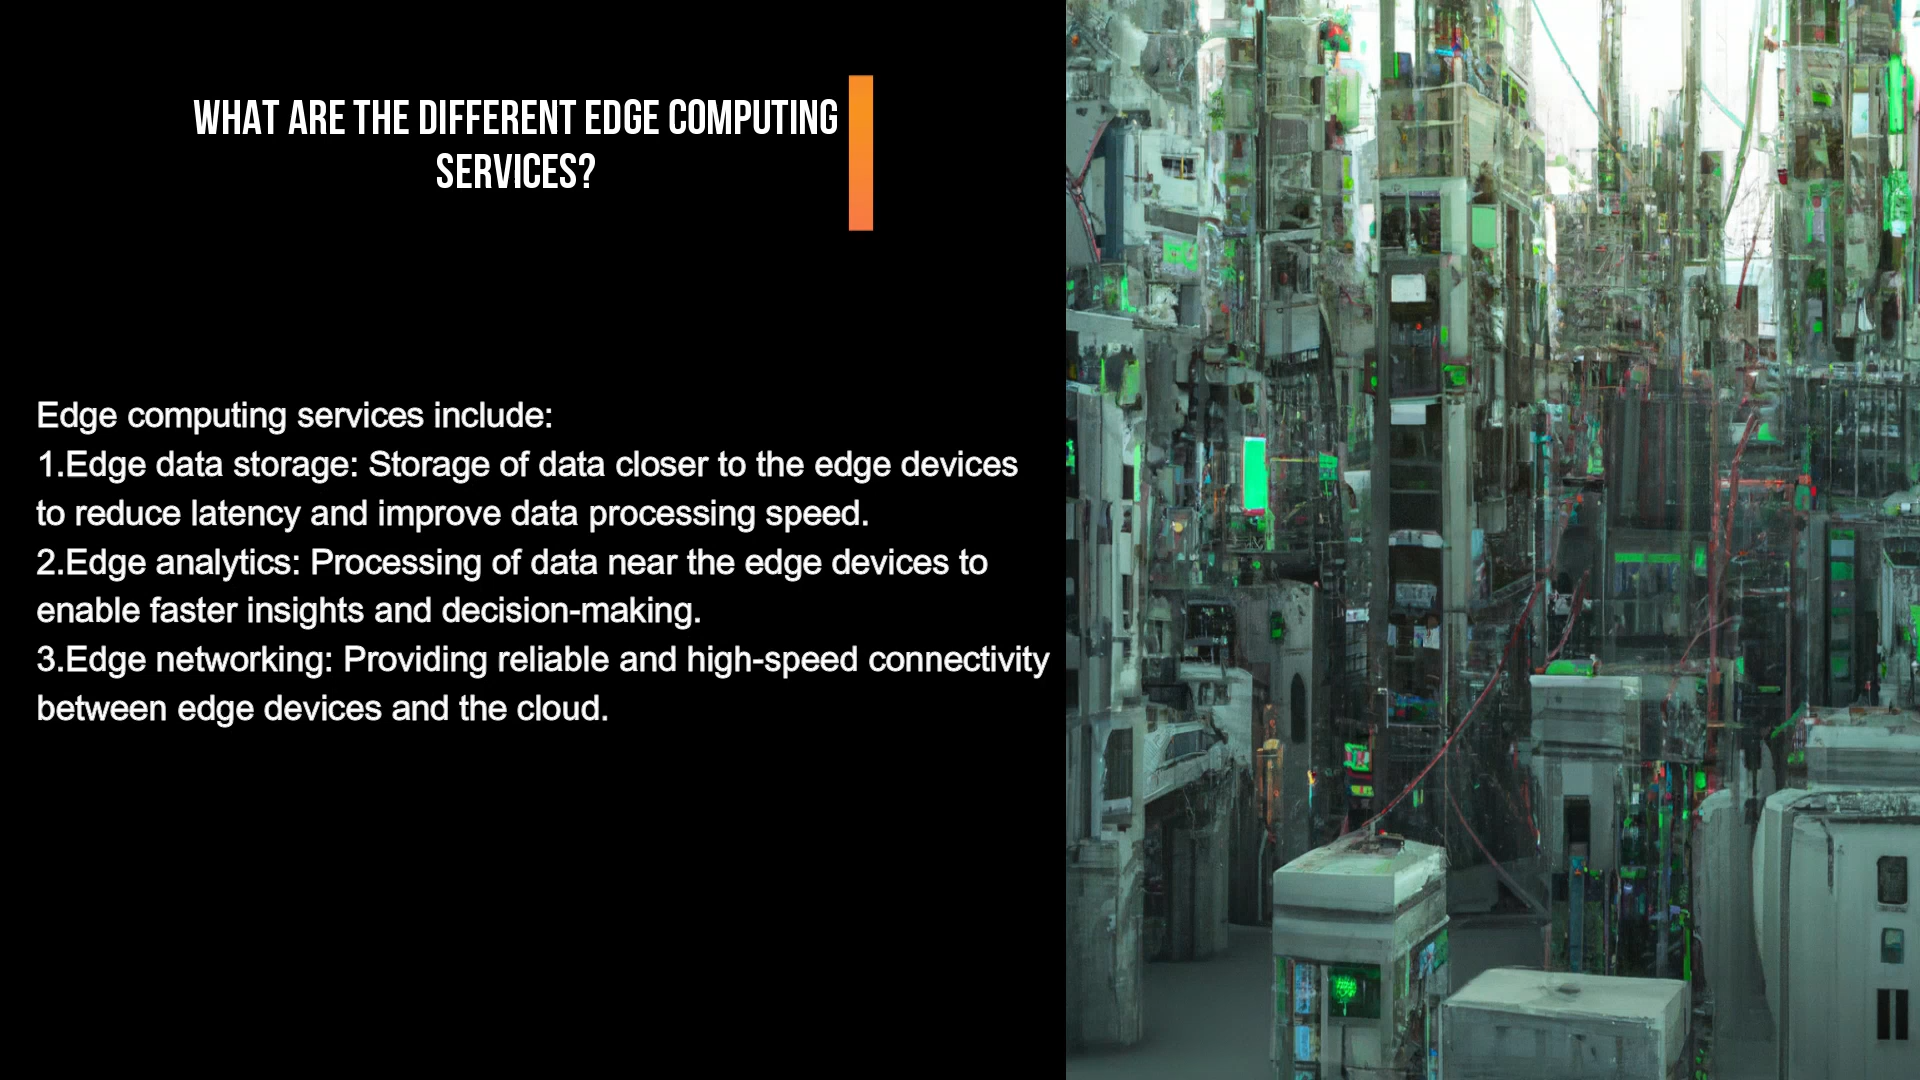 WHAT ARE THE DIFFERENT EDGE COMPUTING
SERVICES?
Edge computing services include:
1.Edge data storage: Storage of data closer to the edge devices
to reduce latency and improve data processing speed.
2.Edge analytics: Processing of data near the edge devices to
enable faster insights and decision-making.
3.Edge networking: Providing reliable and high-speed connectivity
between edge devices and the cloud.